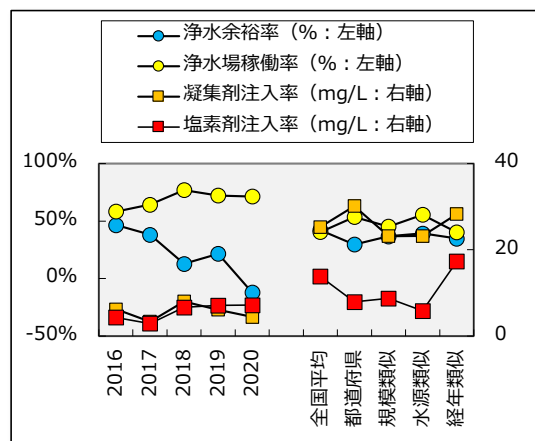 浄水余裕率（%：左軸）
浄水場稼働率（%：左軸）
凝集剤注入率（mg/L：右軸）
塩素剤注入率（mg/L：右軸）
100%
50%
0%
-50%
40
20
0
2016
2017
2018
2019
2020
全国平均
都道府県
規模類似
水源類似
経年類似